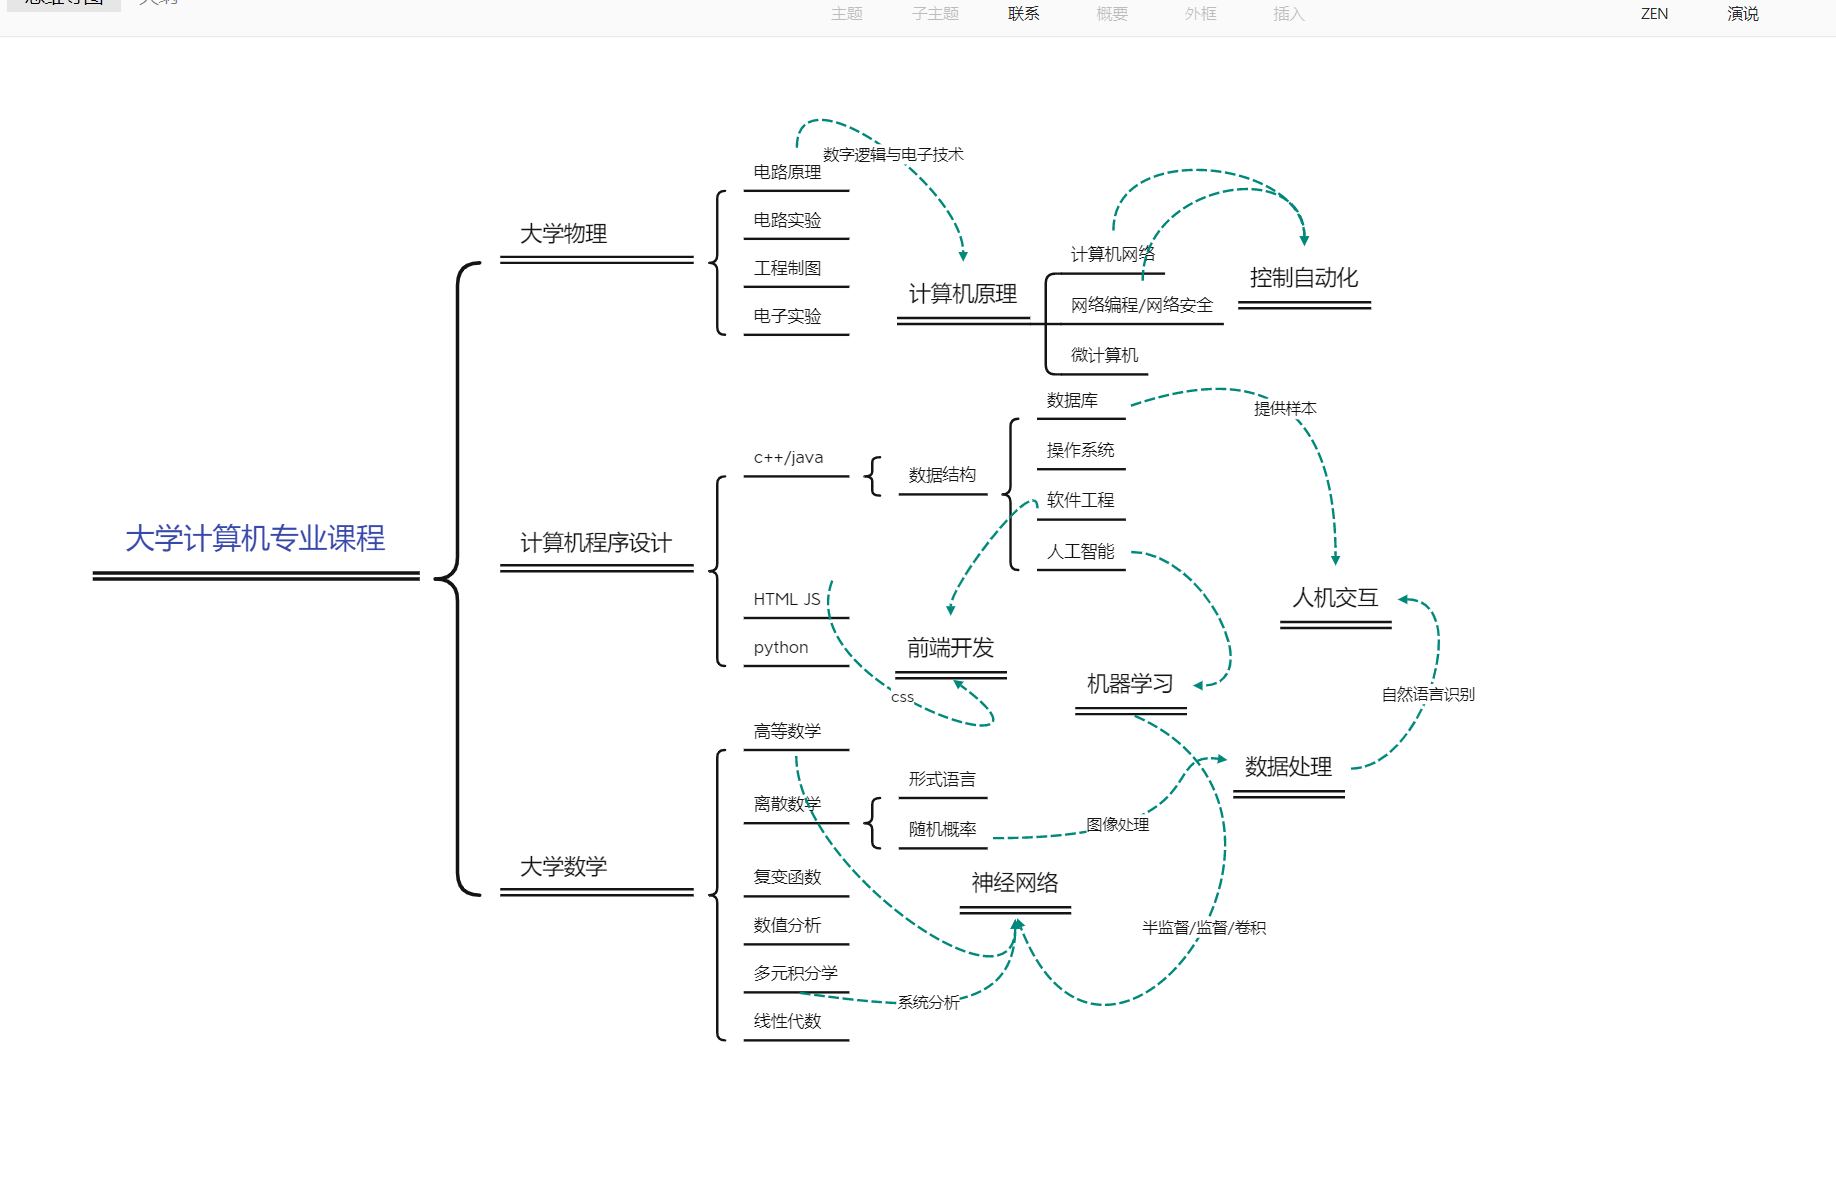 思维导图
大纲
主题
子主题
联系
概要
外框
插入
ZEN
演说
大学计算机专业课程
大学物理
电路原理
电路实验
工程制图
电子实验
数字逻辑与电子技术
计算机原理
计算机网络
网络编程/网络安全
微计算机
控制自动化
计算机程序设计
c++/java
数据结构
数据库
操作系统
软件工程
人工智能
HTML JS
python
css
前端开发
提供样本
人机交互
机器学习
自然语言识别
数据处理
大学数学
高等数学
离散数学
形式语言
随机概率
图像处理
复变函数
数值分析
多元积分学
线性代数
神经网络
系统分析
半监督/监督/卷积